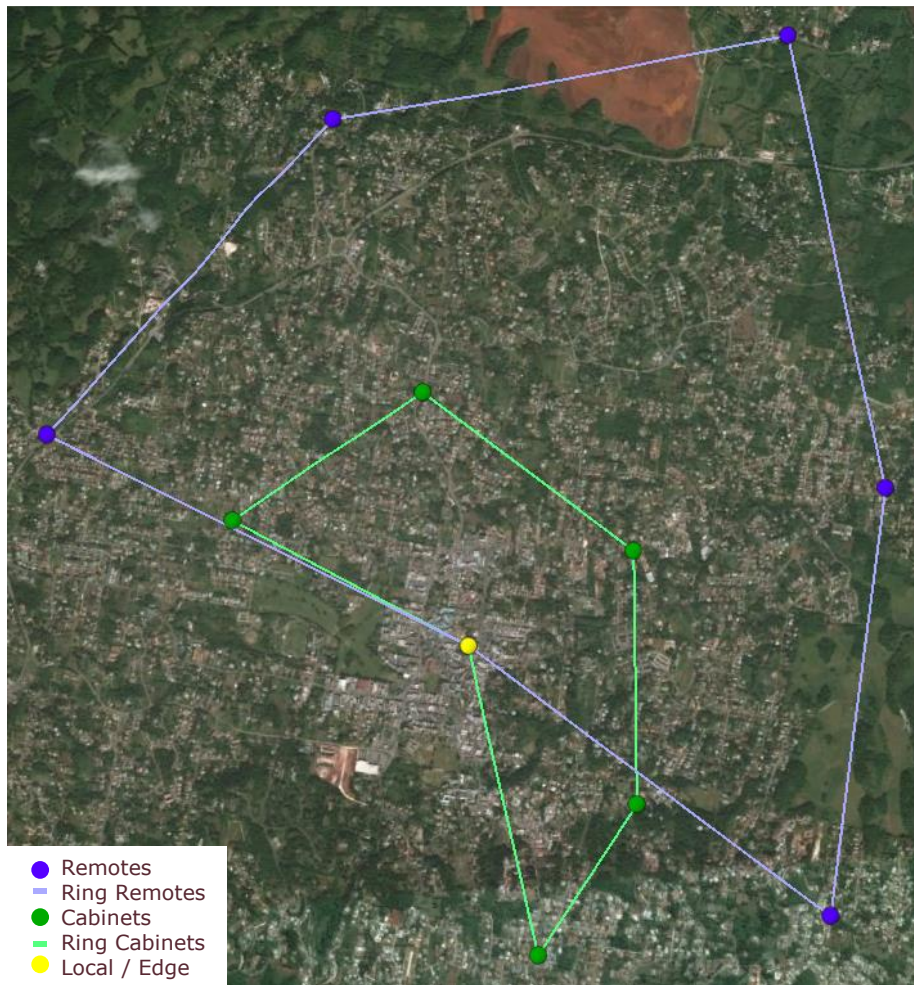 Remotes
Ring Remotes
Cabinets
Ring Cabinets
Local / Edge